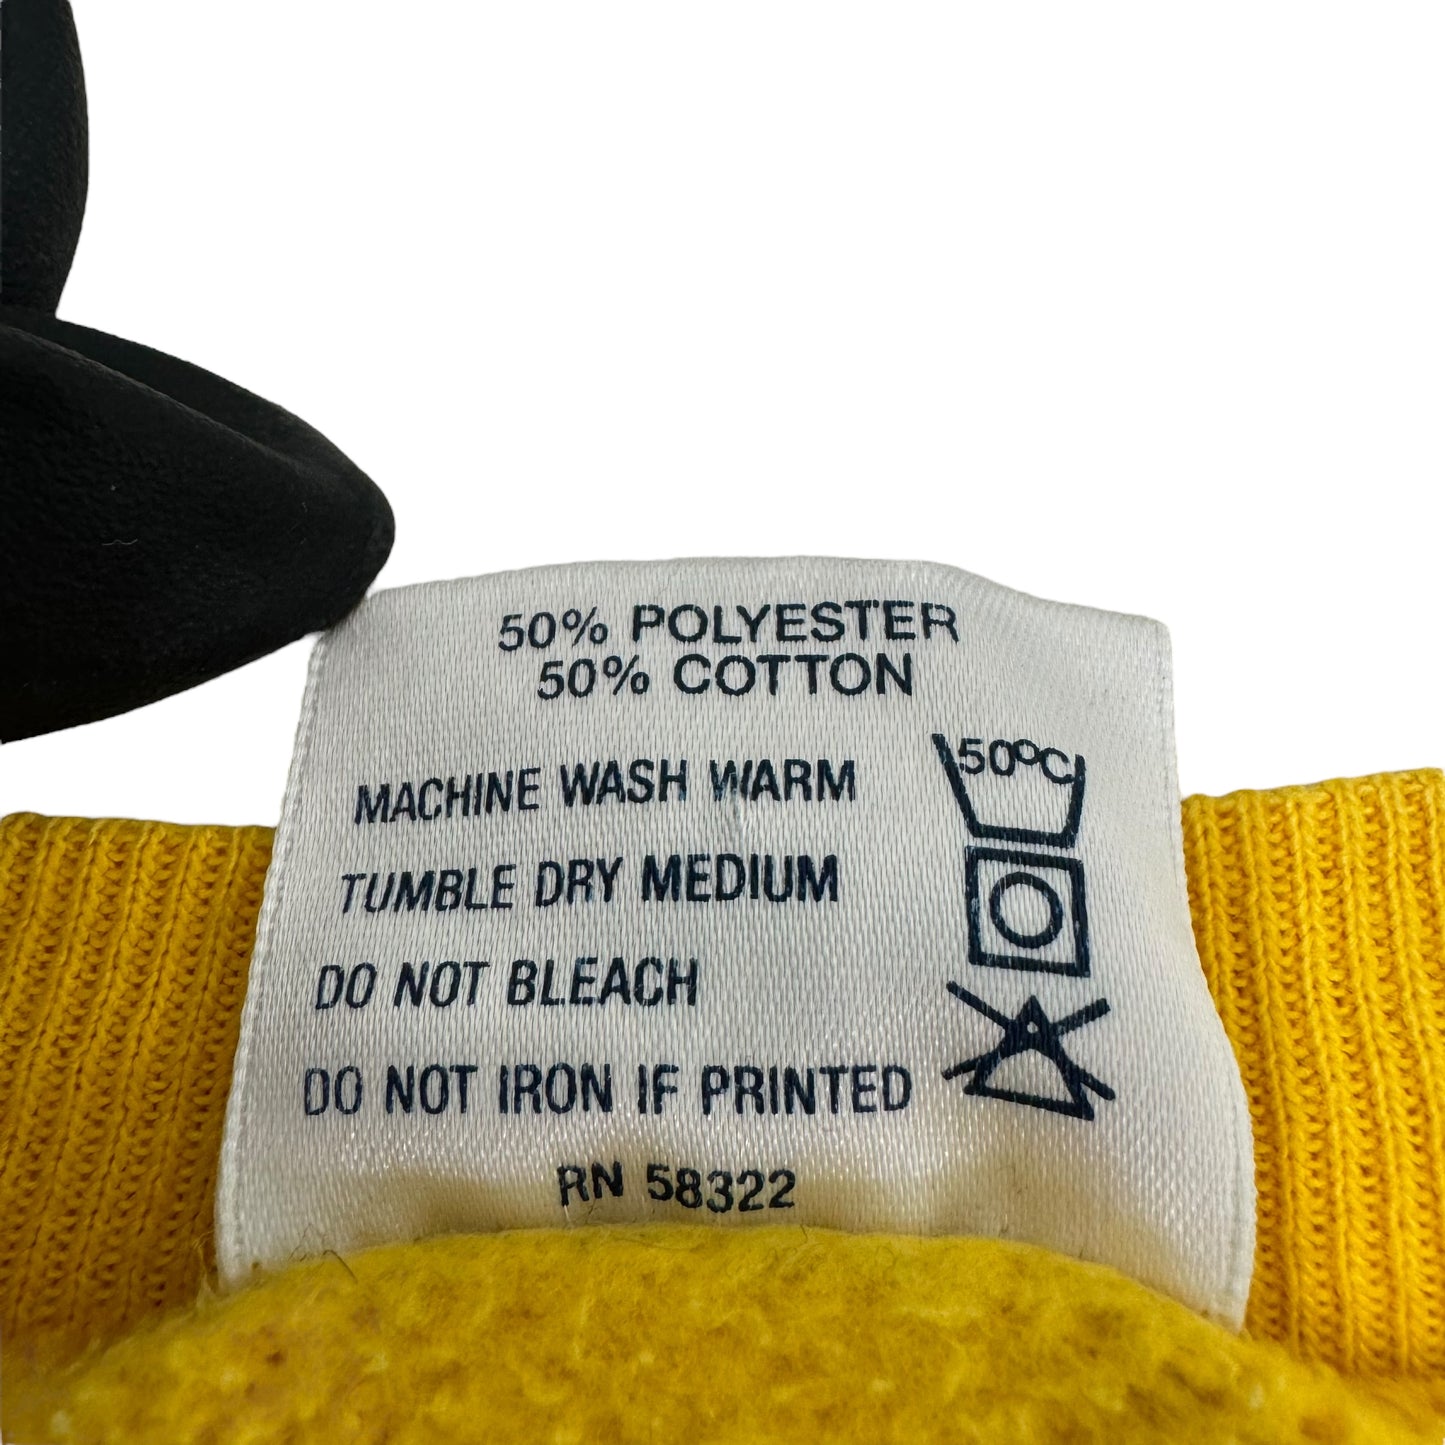 50% POLYESTER
50% COTTON
MACHINE WASH WARM
50ºC
TUMBLE DRY MEDIUM
DO NOT BLEACH
DO NOT IRON IF PRINTED
RN 58322